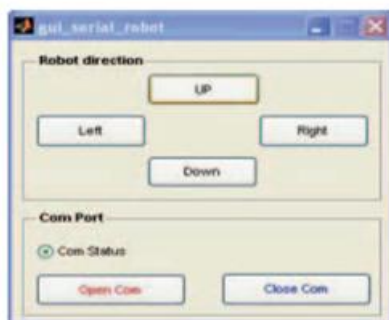 gui_serial_robot
Robot direction
UP
Left Right
Down
Com Port
Com Status
Open Com Close Com